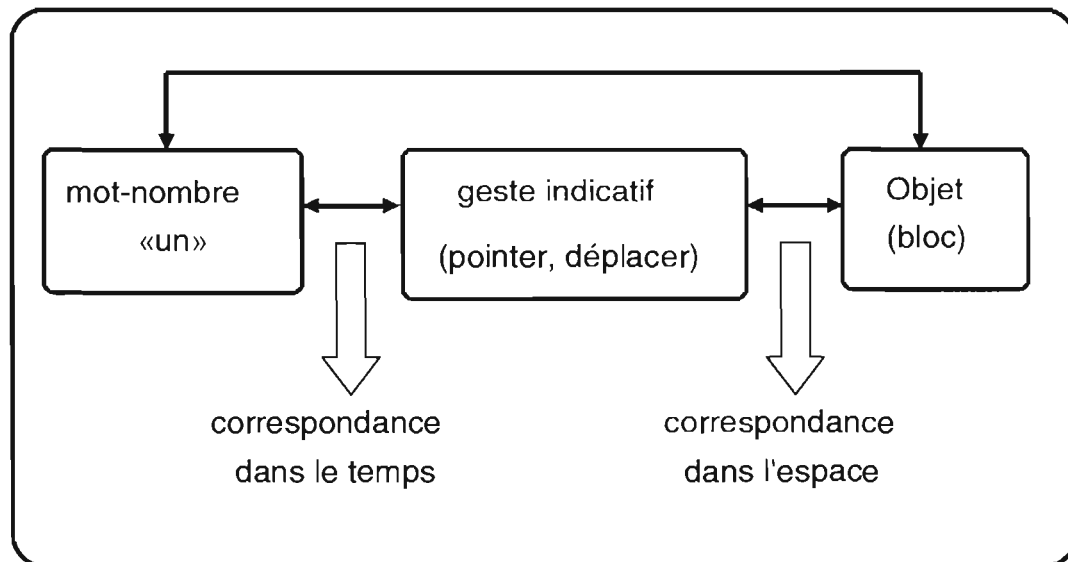 mot-nombre
«un»
geste indicatif
(pointer, déplacer)
Objet
(bloc)
correspondance
dans le temps
correspondance
dans l'espace